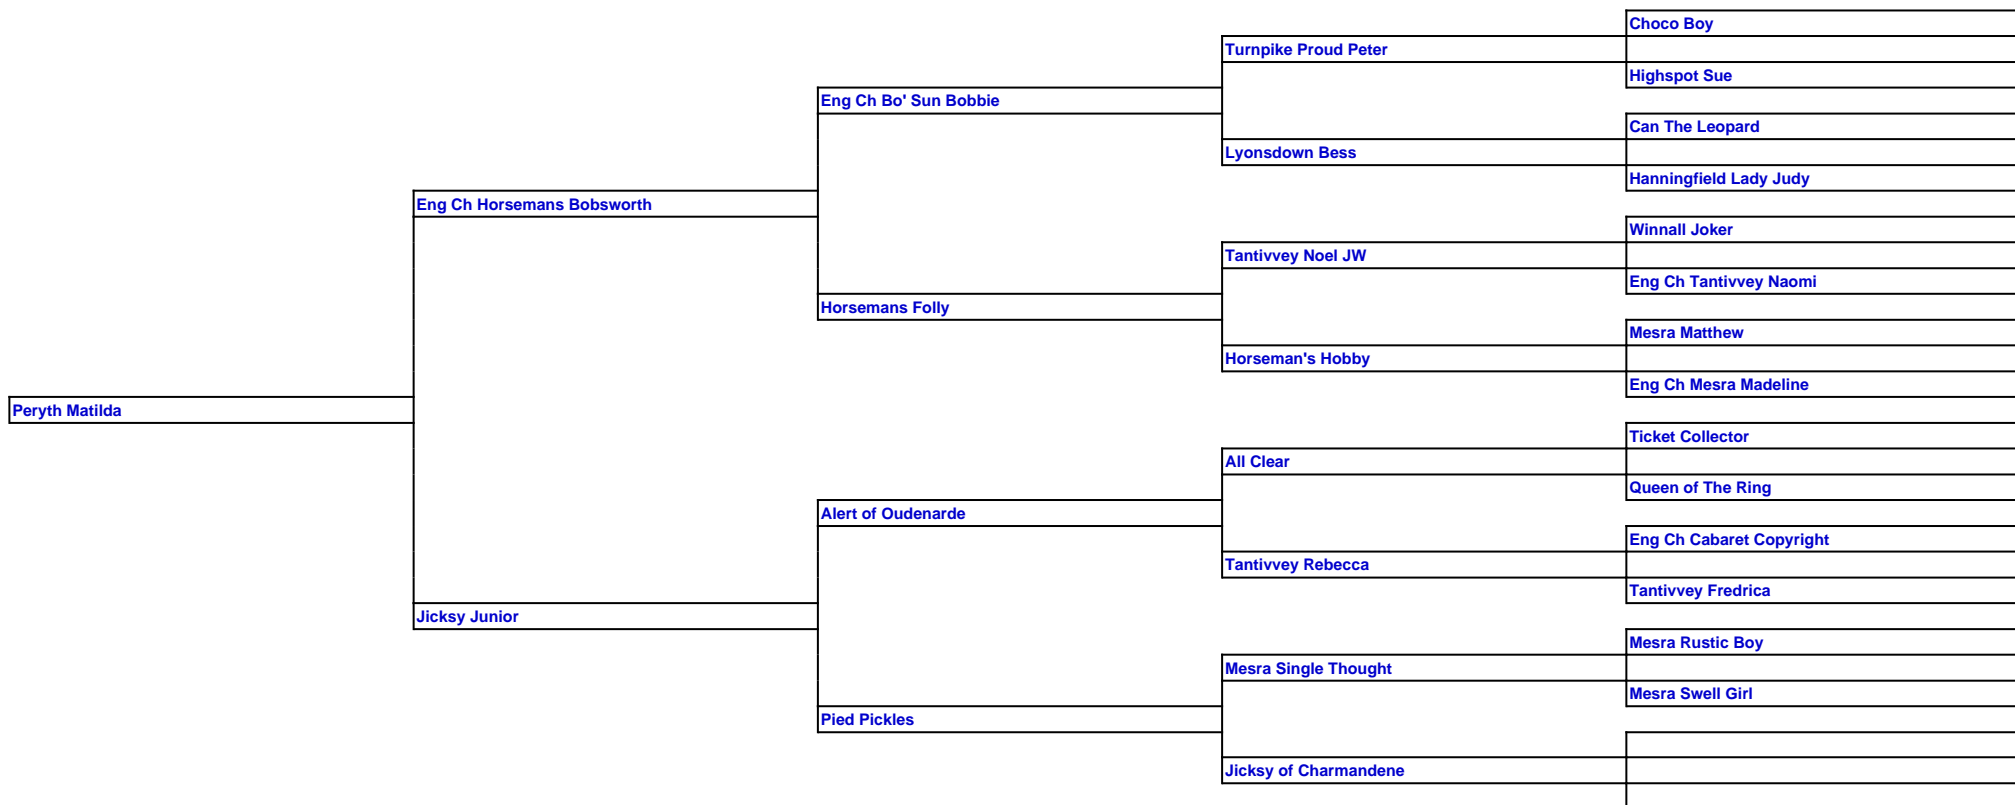 Choco Boy
Turnpike Proud Peter
Highspot Sue
Eng Ch Bo' Sun Bobbie
Can The Leopard
Lyonsdown Bess
Hanningfield Lady Judy
Eng Ch Horsemans Bobsworth
Winnall Joker
Tantivvey Noel JW
Eng Ch Tantivvey Naomi
Horsemans Folly
Mesra Matthew
Horseman's Hobby
Eng Ch Mesra Madeline
Peryth Matilda
Ticket Collector
All Clear
Queen of The Ring
Alert of Oudenarde
Eng Ch Cabaret Copyright
Tantivvey Rebecca
Tantivvey Fredrica
Jicksy Junior
Mesra Rustic Boy
Mesra Single Thought
Mesra Swell Girl
Pied Pickles
Jicksy of Charmandene